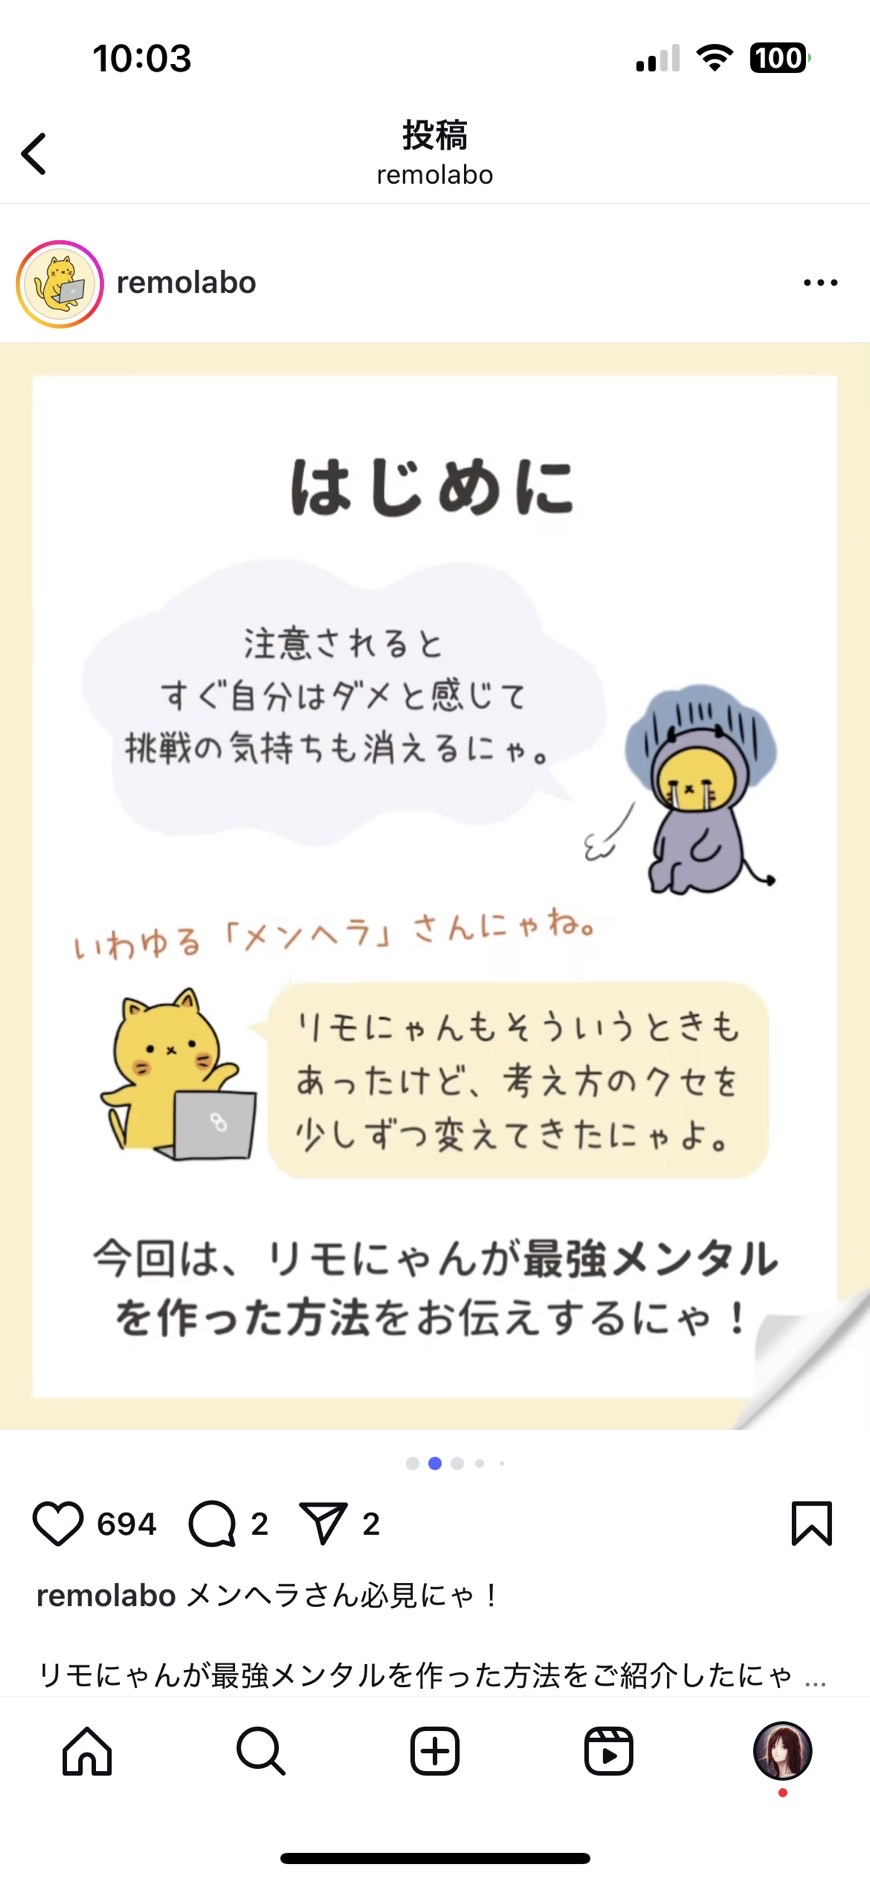 10:03
100
投稿
remolabo
remolabo
はじめに
注意されると
すぐ自分はダメと感じて
挑戦の気持ちも消えるにゃ。
いわゆる「メンヘラ」さんにゃね。
リモにゃんもそういうときも
あったけど、考え方のクセを
少しずつ変えてきたにゃよ。
今回は、リモにゃんが最強メンタル
を作った方法をお伝えするにゃ！
694 2 2
remolabo メンヘラさん必見にゃ！
リモにゃんが最強メンタルを作った方法をご紹介したにゃ ...